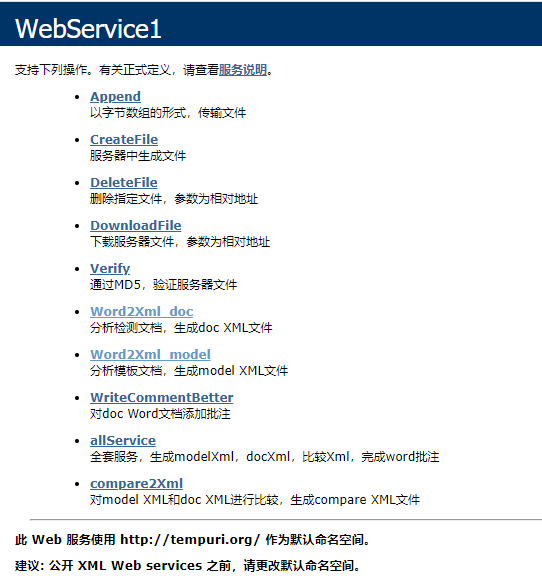 WebService1
支持下列操作。有关正式定义，请查看服务说明。
Append
以字节数组的形式，传输文件
CreateFile
服务器中生成文件
DeleteFile
删除指定文件，参数为相对地址
DownloadFile
下载服务器文件，参数为相对地址
Verify
通过MD5，验证服务器文件
Word2Xml_doc
分析检测文档，生成doc XML文件
Word2Xml_model
分析模板文档，生成model XML文件
WriteCommentBetter
对doc Word文档添加批注
allService
全套服务，生成modelXml，docXml，比较Xml，完成word批注
compare2Xml
对model XML和doc XML进行比较，生成compare XML文件
此 Web 服务使用 http://tempuri.org/ 作为默认命名空间。
建议: 公开 XML Web services 之前，请更改默认命名空间。